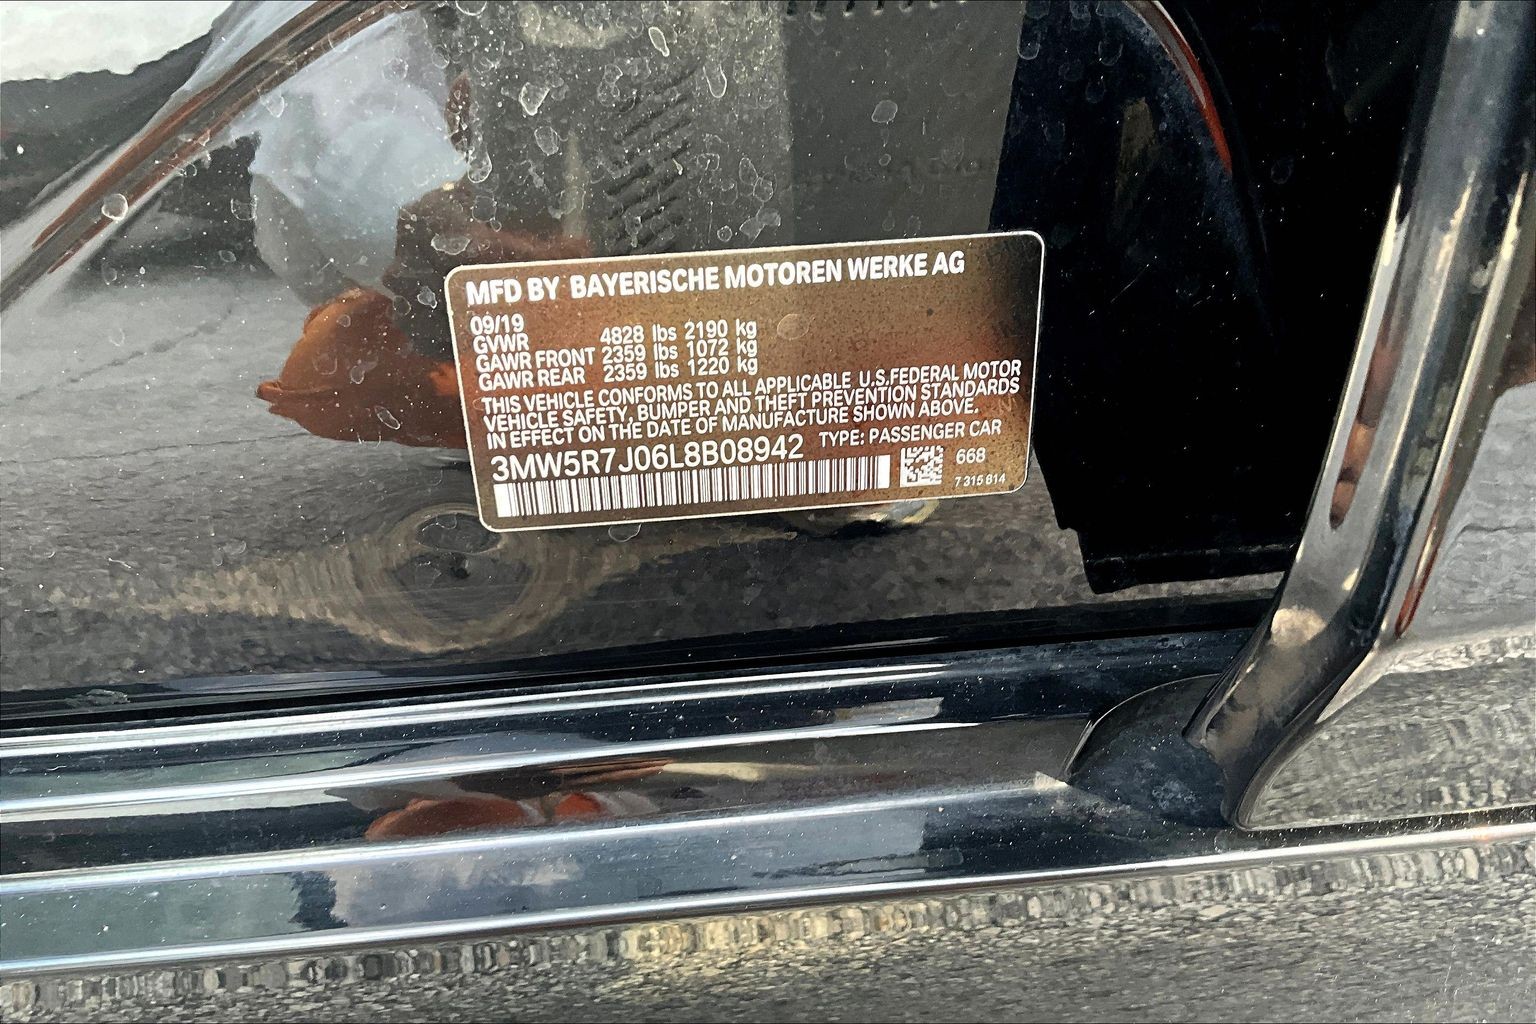 MFD BY BAYERISCHE MOTOREN WERKE AG
09/19
GVWR 4828 lbs 2190 kg
GAWR FRONT 2359 lbs 1072 kg
GAWR REAR 2359 lbs 1220 kg
THIS VEHICLE CONFORMS TO ALL APPLICABLE U.S.FEDERAL MOTOR
VEHICLE SAFETY, BUMPER AND THEFT PREVENTION STANDARDS
IN EFFECT ON THE DATE OF MANUFACTURE SHOWN ABOVE.
3MW5R7J06L8B08942 TYPE: PASSENGER CAR
668
7 315 814